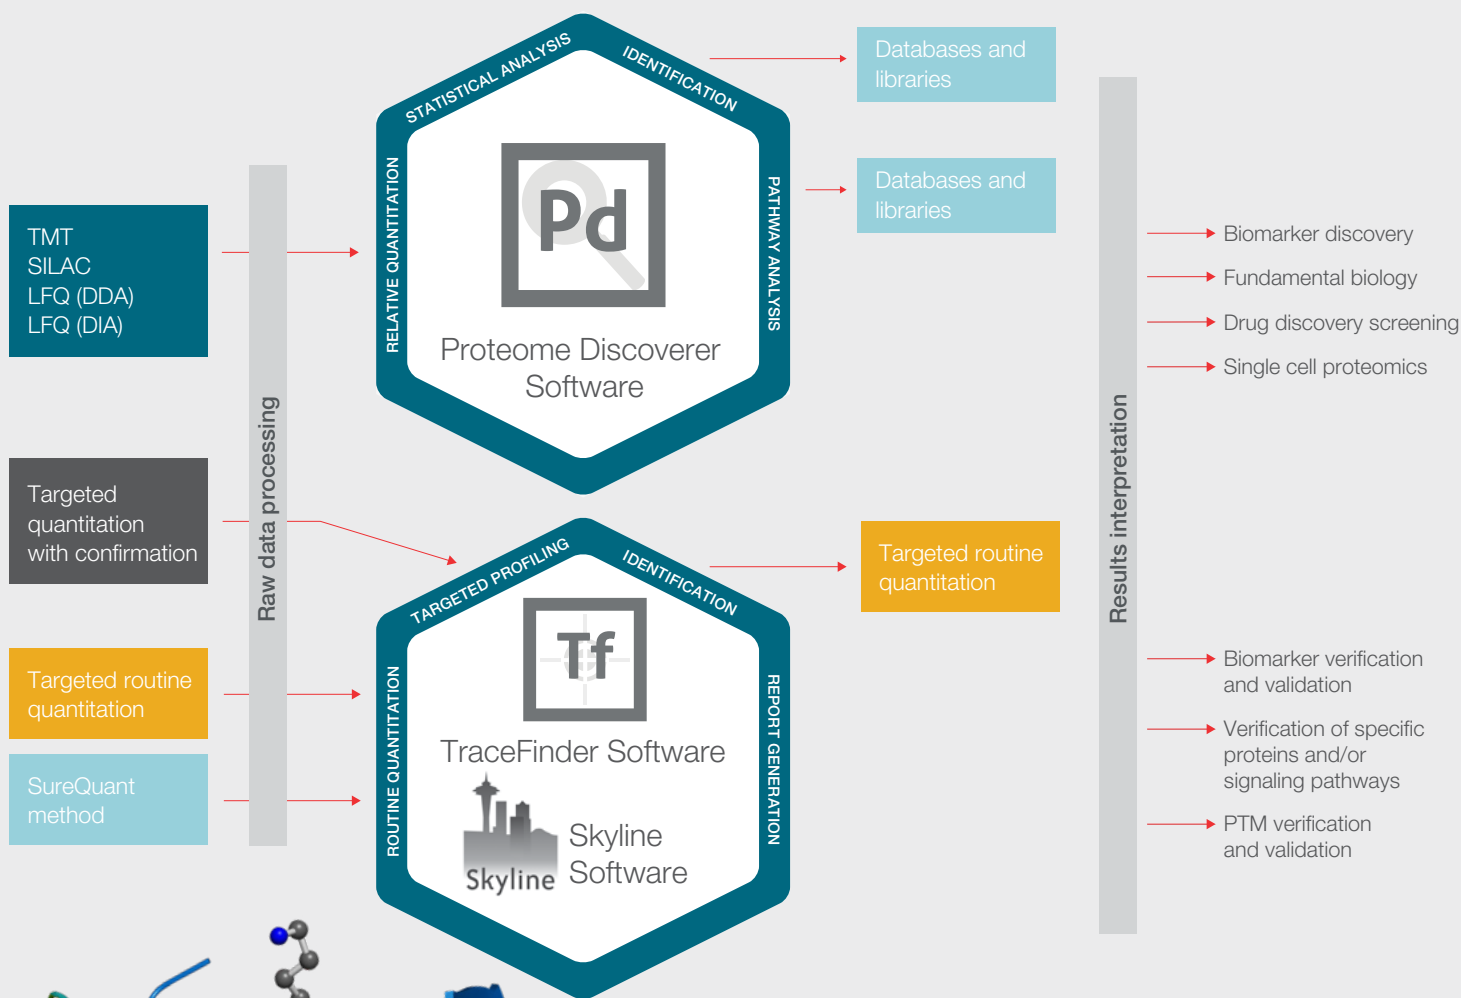 TMT
SILAC
LFQ (DDA)
LFQ (DIA)
Targeted
quantitation
with confirmation
Targeted routine
quantitation
SureQuant
method
Raw data processing
RELATIVE QUANTITATION
STATISTICAL ANALYSIS
IDENTIFICATION
PATHWAY ANALYSIS
Pd
Proteome Discoverer
Software
ROUTINE QUANTITATION
TARGETED PROFILING
IDENTIFICATION
REPORT GENERATION
Tf
TraceFinder Software
Skyline
Skyline
Software
Databases and
libraries
Databases and
libraries
Targeted routine
quantitation
Results interpretation
Biomarker discovery
Fundamental biology
Drug discovery screening
Single cell proteomics
Biomarker verification
and validation
Verification of specific
proteins and/or
signaling pathways
PTM verification
and validation